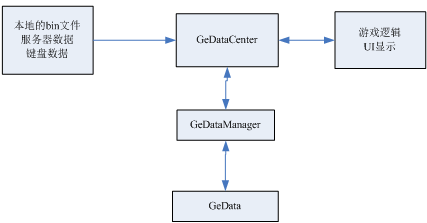 本地的bin文件
服务器数据
键盘数据
GeDataCenter
游戏逻辑
UI显示
GeDataManager
GeData